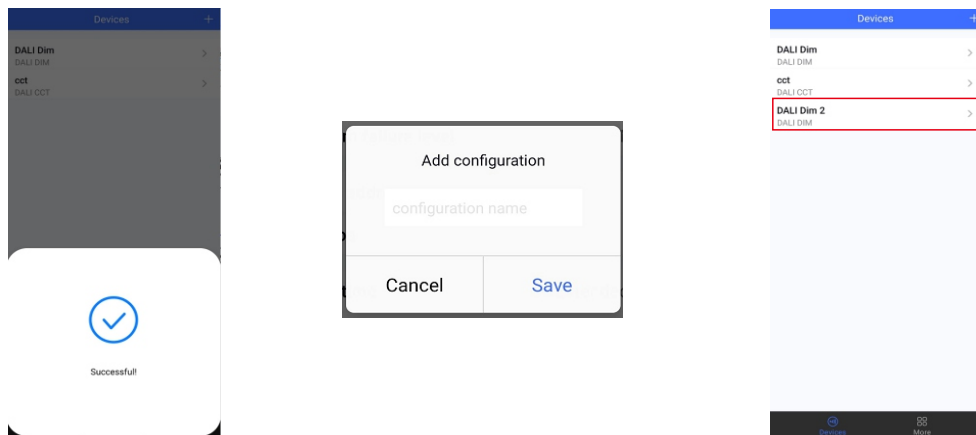 Devices +
DALI Dim
DALI DIM
cct
DALI CCT
Successful!
Add configuration
configuration name
Cancel
Save
Devices +
DALI Dim
DALI DIM
cct
DALI CCT
DALI Dim 2
DALI DIM
Devices
More